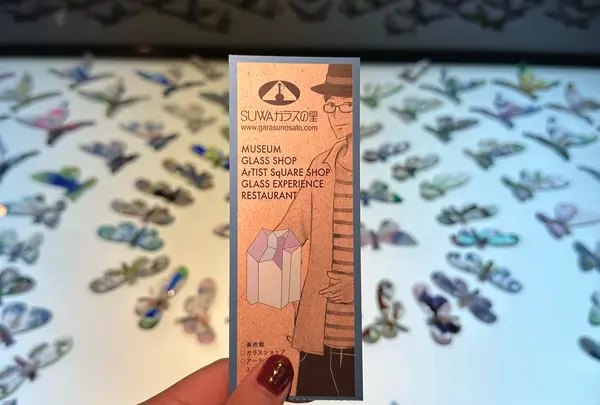 SUWAガラスの里
www.garasunosato.com
MUSEUM
GLASS SHOP
ArTIST SqUARE SHOP
GLASS EXPERIENCE
RESTAURANT
□美術館
□ガラスショップ